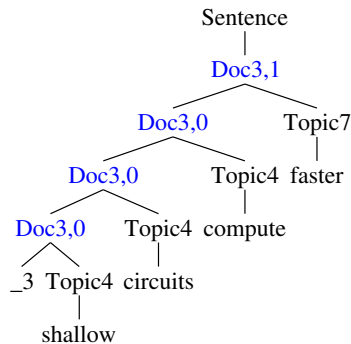 Sentence
Doc3,1
Doc3,0 Topic7
Doc3,0 Topic4 faster
Doc3,0 Topic4 compute
_3 Topic4 circuits
shallow